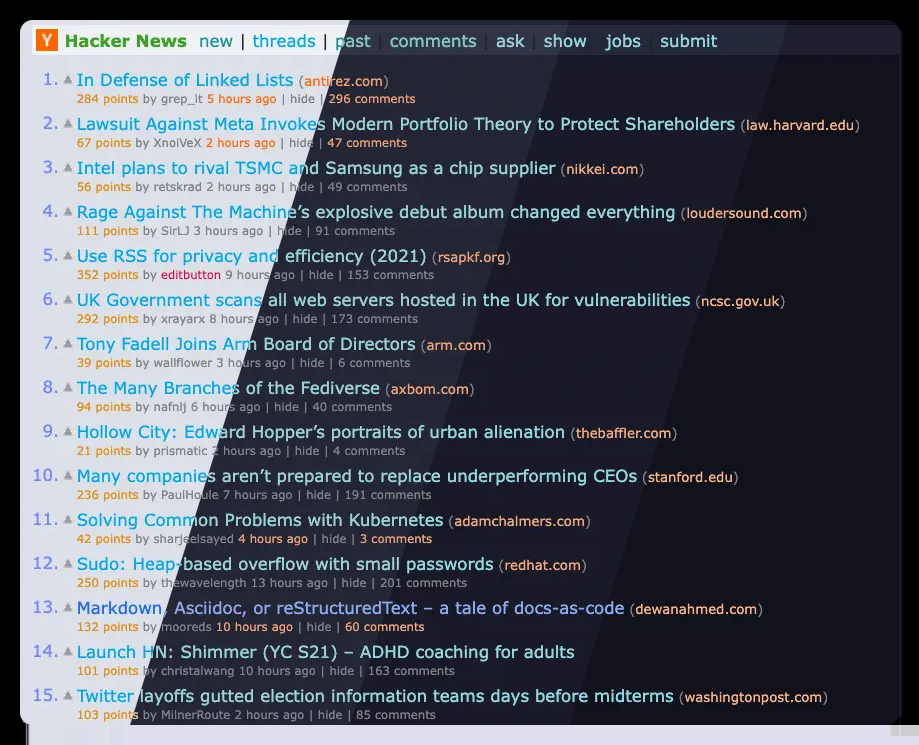 Y Hacker News new | threads | past | comments | ask | show | jobs | submit
1. In Defense of Linked Lists (antirez.com)
284 points by grep_it 5 hours ago | hide | 296 comments
2. Lawsuit Against Meta Invokes Modern Portfolio Theory to Protect Shareholders (law.harvard.edu)
67 points by XnoiVeX 2 hours ago | hide | 47 comments
3. Intel plans to rival TSMC and Samsung as a chip supplier (nikkei.com)
56 points by retskrad 2 hours ago | hide | 49 comments
4. Rage Against The Machine’s explosive debut album changed everything (loudersound.com)
111 points by SirLJ 3 hours ago | hide | 91 comments
5. Use RSS for privacy and efficiency (2021) (rsapkf.org)
352 points by editbutton 9 hours ago | hide | 153 comments
6. UK Government scans all web servers hosted in the UK for vulnerabilities (ncsc.gov.uk)
292 points by xrayarx 8 hours ago | hide | 173 comments
7. Tony Fadell Joins Arm Board of Directors (arm.com)
39 points by wallflower 3 hours ago | hide | 6 comments
8. The Many Branches of the Fediverse (axbom.com)
94 points by nafnlj 6 hours ago | hide | 40 comments
9. Hollow City: Edward Hopper’s portraits of urban alienation (thebaffler.com)
21 points by prismatic 2 hours ago | hide | 4 comments
10. Many companies aren’t prepared to replace underperforming CEOs (stanford.edu)
236 points by PaulHoule 7 hours ago | hide | 191 comments
11. Solving Common Problems with Kubernetes (adamchalmers.com)
42 points by sharjeelsayed 4 hours ago | hide | 3 comments
12. Sudo: Heap-based overflow with small passwords (redhat.com)
250 points by thewavelength 13 hours ago | hide | 201 comments
13. Markdown, Asciidoc, or reStructuredText – a tale of docs-as-code (dewanahmed.com)
132 points by mooreds 10 hours ago | hide | 60 comments
14. Launch HN: Shimmer (YC S21) – ADHD coaching for adults
101 points by christalwang 10 hours ago | hide | 163 comments
15. Twitter layoffs gutted election information teams days before midterms (washingtonpost.com)
103 points by MilnerRoute 2 hours ago | hide | 85 comments